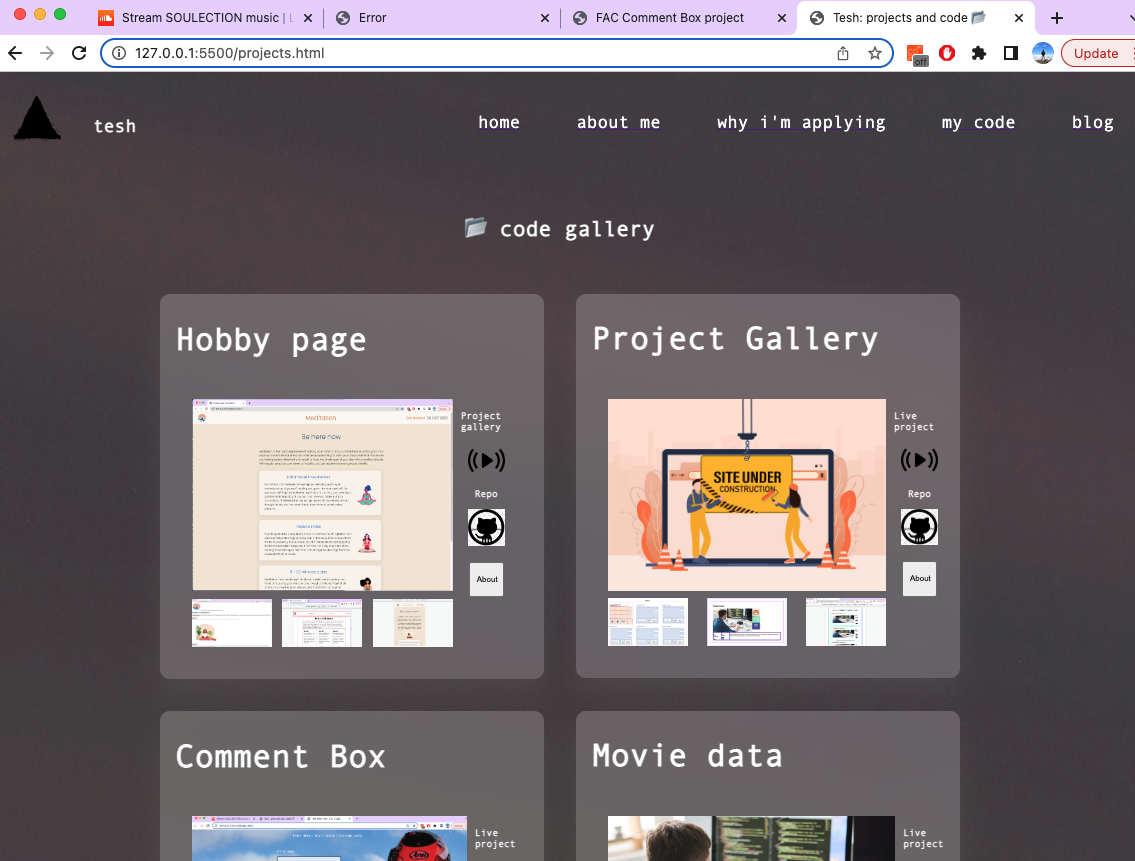 Stream SOULECTION music | L
Error
FAC Comment Box project
Tesh: projects and code
127.0.0.1:5500/projects.html
off
Update
tesh
home
about me
why i'm applying
my code
blog
code gallery
Hobby page
Project Gallery
Meditation
Be here now
Project
gallery
Repo
About
SITE UNDER
CONSTRUCTION
Live
project
Repo
About
Comment Box
Movie data
Live
project
Arai
Live
project